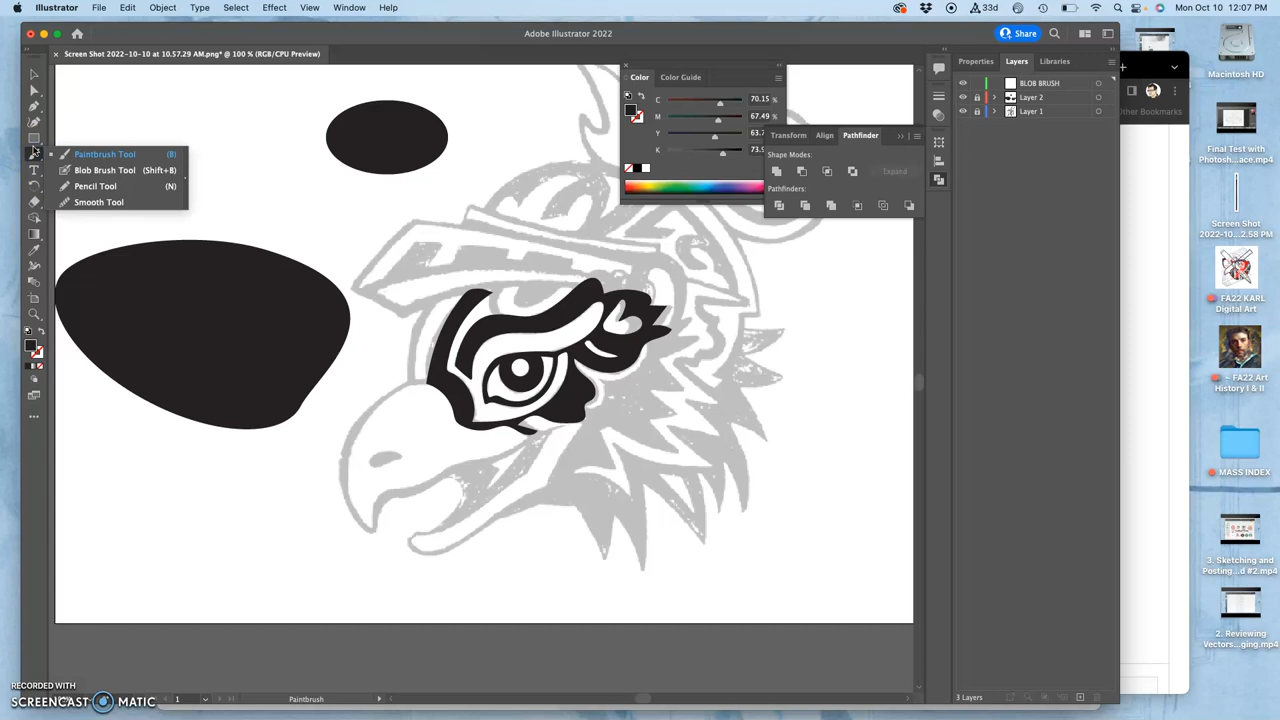 Illustrator File Edit Object Type Select Effect View Window Help 33d Mon Oct 10 12:07 PM
Adobe Illustrator 2022 Share
× Screen Shot 2022-10-10 at 10.57.29 AM.png* @ 100 % (RGB/CPU Preview)
Color Color Guide
C 70.15 %
M 67.49 %
Y 63.7
K 73.9
Transform Align Pathfinder
Shape Modes:
Expand
Pathfinders:
Properties Layers Libraries
BLOB BRUSH
Layer 2
Layer 1
Paintbrush Tool (B)
Blob Brush Tool (Shift+B)
Pencil Tool (N)
Smooth Tool
Other Bookmarks
Macintosh HD
Final Test with
Photosh...ace.mp4
Screen Shot
2022-10...2.58 PM
FA22 KARL
Digital Art
~ FA22 Art
History I & II
MASS INDEX
3. Sketching and
Posting...d #2.mp4
2. Reviewing
Vectors...ging.mp4
1 Paintbrush
3 Layers
RECORDED WITH
SCREENCAST MATIC